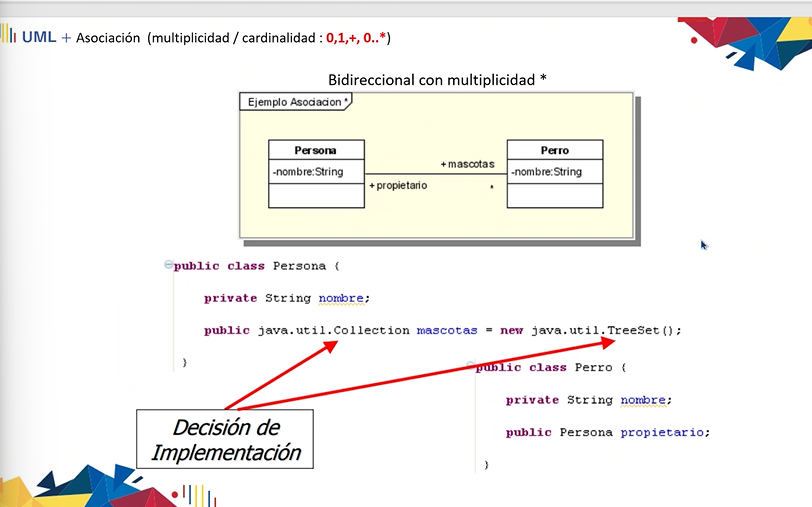 UML + Asociación (multiplicidad / cardinalidad : 0,1,+, 0..*)
Bidireccional con multiplicidad *
Ejemplo Asociacion *
Persona
-nombre:String
+mascotas
+propietario
*
Perro
-nombre:String
public class Persona {
private String nombre;
public java.util.Collection mascotas = new java.util.TreeSet();
}
public class Perro {
private String nombre;
public Persona propietario;
}
Decisión de
Implementación